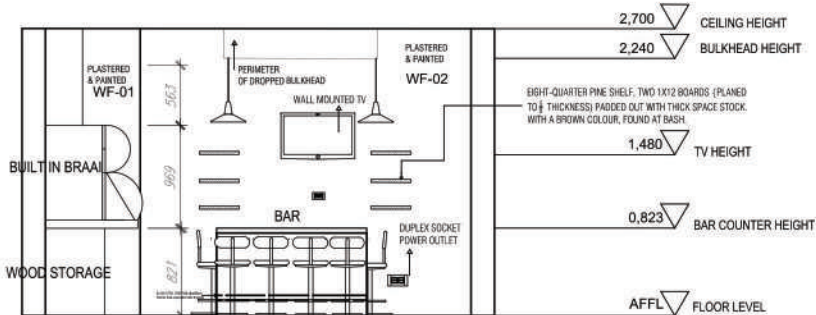 2,700 CEILING HEIGHT
2,240 BULKHEAD HEIGHT
PLASTERED
& PAINTED
WF-01
563
PERIMETER
OF DROPPED BULKHEAD
PLASTERED
& PAINTED
WF-02
WALL MOUNTED TV
EIGHT-QUARTER PINE SHELF, TWO 1X12 BOARDS (PLANED
TO THICKNESS) PADDED OUT WITH THICK SPACE STOCK.
WITH A BROWN COLOUR, FOUND AT BASH.
1,480 TV HEIGHT
BUILT IN BRAAI
969
BAR
0,823 BAR COUNTER HEIGHT
DUPLEX SOCKET
POWER OUTLET
WOOD STORAGE
821
AFFL FLOOR LEVEL